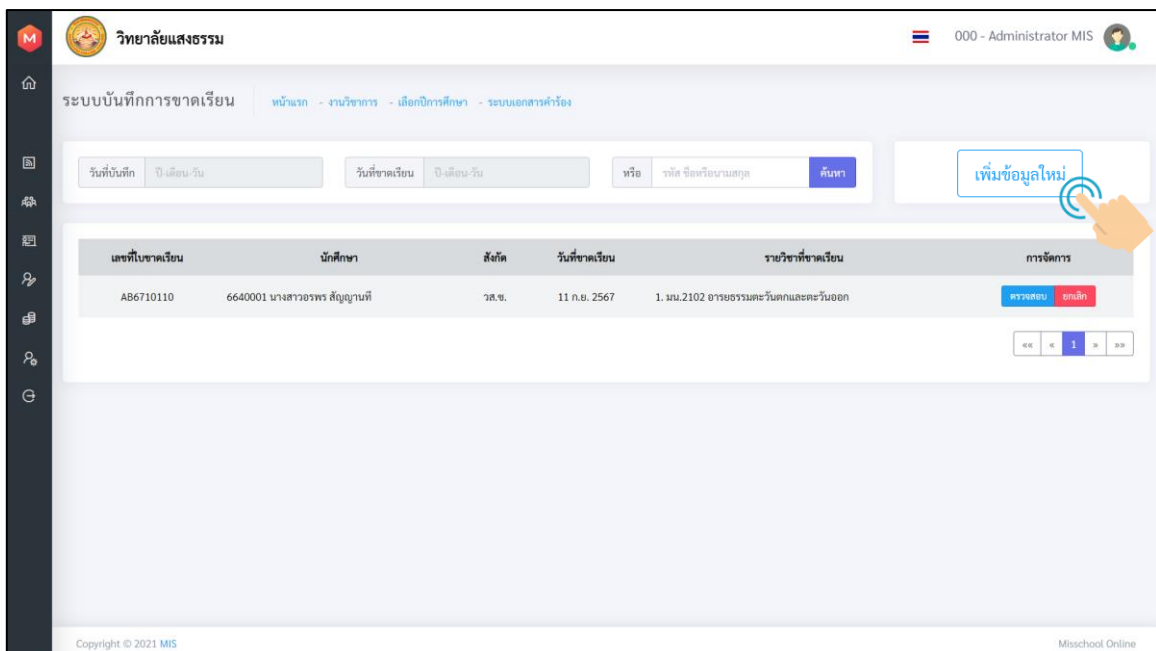 M
วิทยาลัยแสงธรรม
000 - Administrator MIS
ระบบบันทึกการขาดเรียน
หน้าแรก - งานวิชาการ - เลือกปีการศึกษา - ระบบเอกสารคำร้อง
วันที่บันทึก ปี-เดือน-วัน วันที่ขาดเรียน ปี-เดือน-วัน หรือ รหัส ชื่อหรือนามสกุล ค้นหา
เพิ่มข้อมูลใหม่
เลขที่ใบขาดเรียน นักศึกษา สังกัด วันที่ขาดเรียน รายวิชาที่ขาดเรียน การจัดการ
AB6710110 6640001 นางสาวอรพร สัญญานที วส.ข. 11 ก.ย. 2567 1. มน.2102 อารยธรรมตะวันตกและตะวันออก ตรวจสอบ ยกเลิก
«« « 1 » »»
Copyright © 2021 MIS Misschool Online